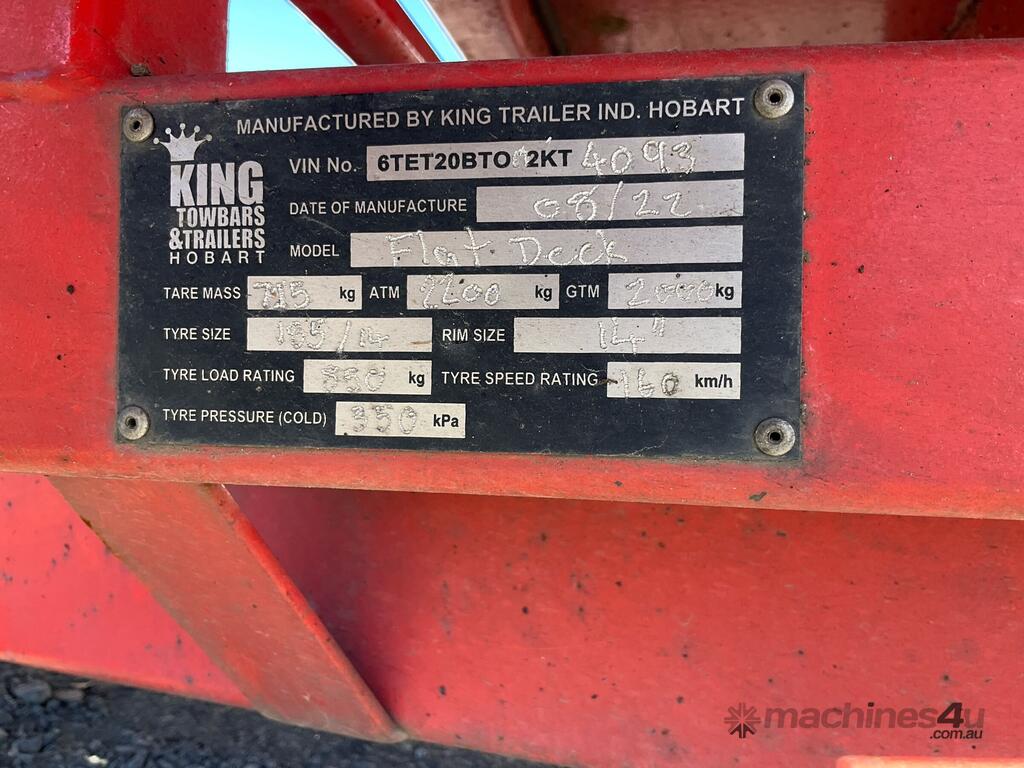 MANUFACTURED BY KING TRAILER IND. HOBART
KING
TOWBARS
&TRAILERS
HOBART
VIN No. 6TET20BTO 2KT 4093
DATE OF MANUFACTURE 08/22
MODEL Flat Deck
TARE MASS 715 kg ATM 2200 kg GTM 2000 kg
TYRE SIZE 185/14 RIM SIZE 14"
TYRE LOAD RATING 550 kg TYRE SPEED RATING 160 km/h
TYRE PRESSURE (COLD) 350 kPa
machines4u
.com.au